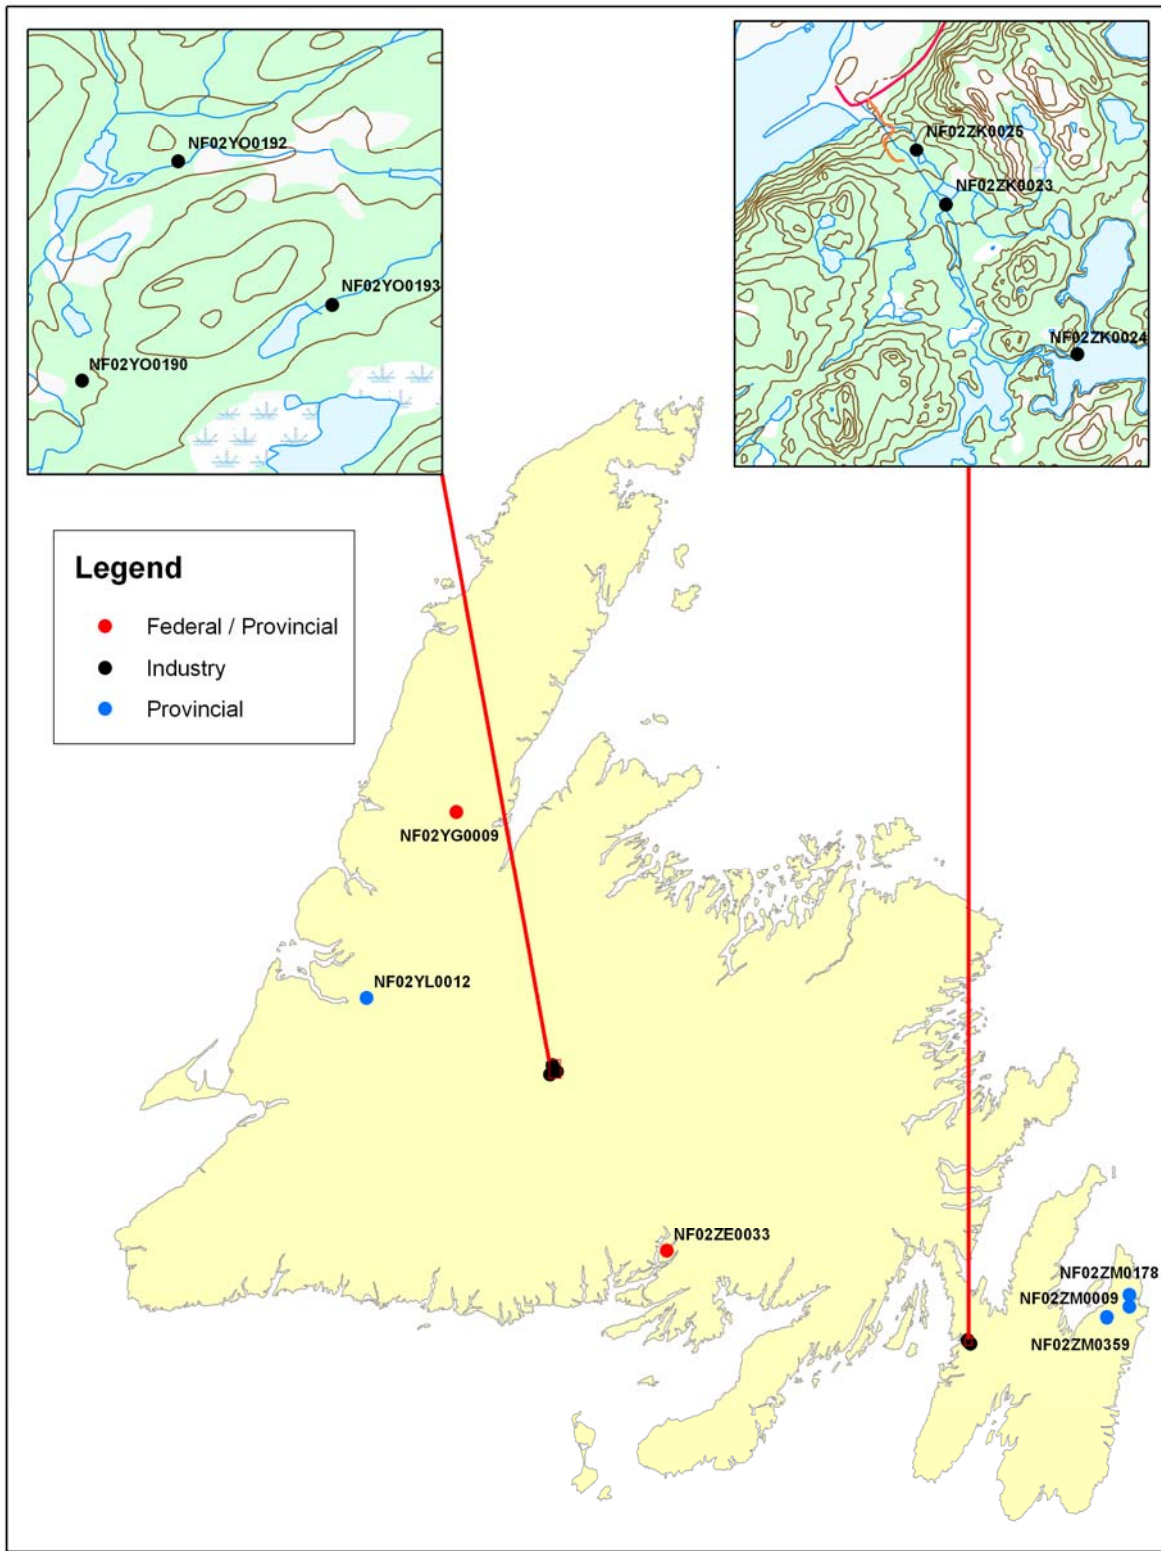 NF02YO0192
NF02YO0193
NF02YO0190
NF02ZK0025
NF02ZK0023
NF02ZK0024
Legend
Federal / Provincial
Industry
Provincial
NF02YG0009
NF02YL0012
NF02ZE0033
NF02ZM0178
NF02ZM0009
NF02ZM0359